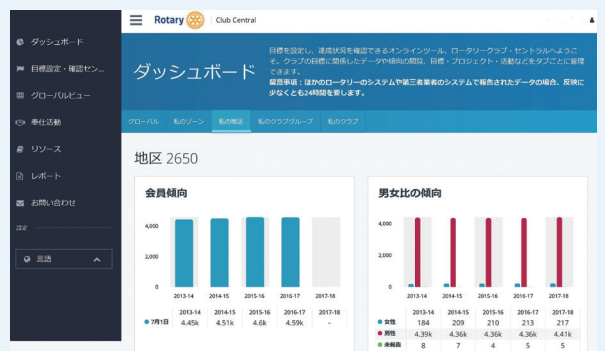 Rotary Club Central
ダッシュボード
目標設定・確認セン...
グローバルビュー
奉仕活動
リソース
レポート
お問い合わせ
設定
言語
ダッシュボード
目標を設定し、達成状況を確認できるオンラインツール、ロータリークラブ・セントラルへようこ
そ。クラブの目標に関係したデータや傾向の閲覧、目標・プロジェクト・活動などをタブごとに管理
できます。
留意事項：ほかのロータリーのシステムや第三者業者のシステムで報告されたデータの場合、反映に
少なくとも24時間を要します。
グローバル 私のゾーン 私の地区 私のクラブグループ 私のクラブ
地区 2650
会員傾向
4,000
2,000
0
2013-14 2014-15 2015-16 2016-17 2017-18
2013-14 2014-15 2015-16 2016-17 2017-18
7月1日 4.45k 4.51k 4.6k 4.59k -
男女比の傾向
4,000
2,000
0
2013-14 2014-15 2015-16 2016-17 2017-18
2013-14 2014-15 2015-16 2016-17 2017-18
女性 184 209 210 213 217
男性 4.39k 4.36k 4.36k 4.36k 4.41k
未報告 8 7 4 5 5